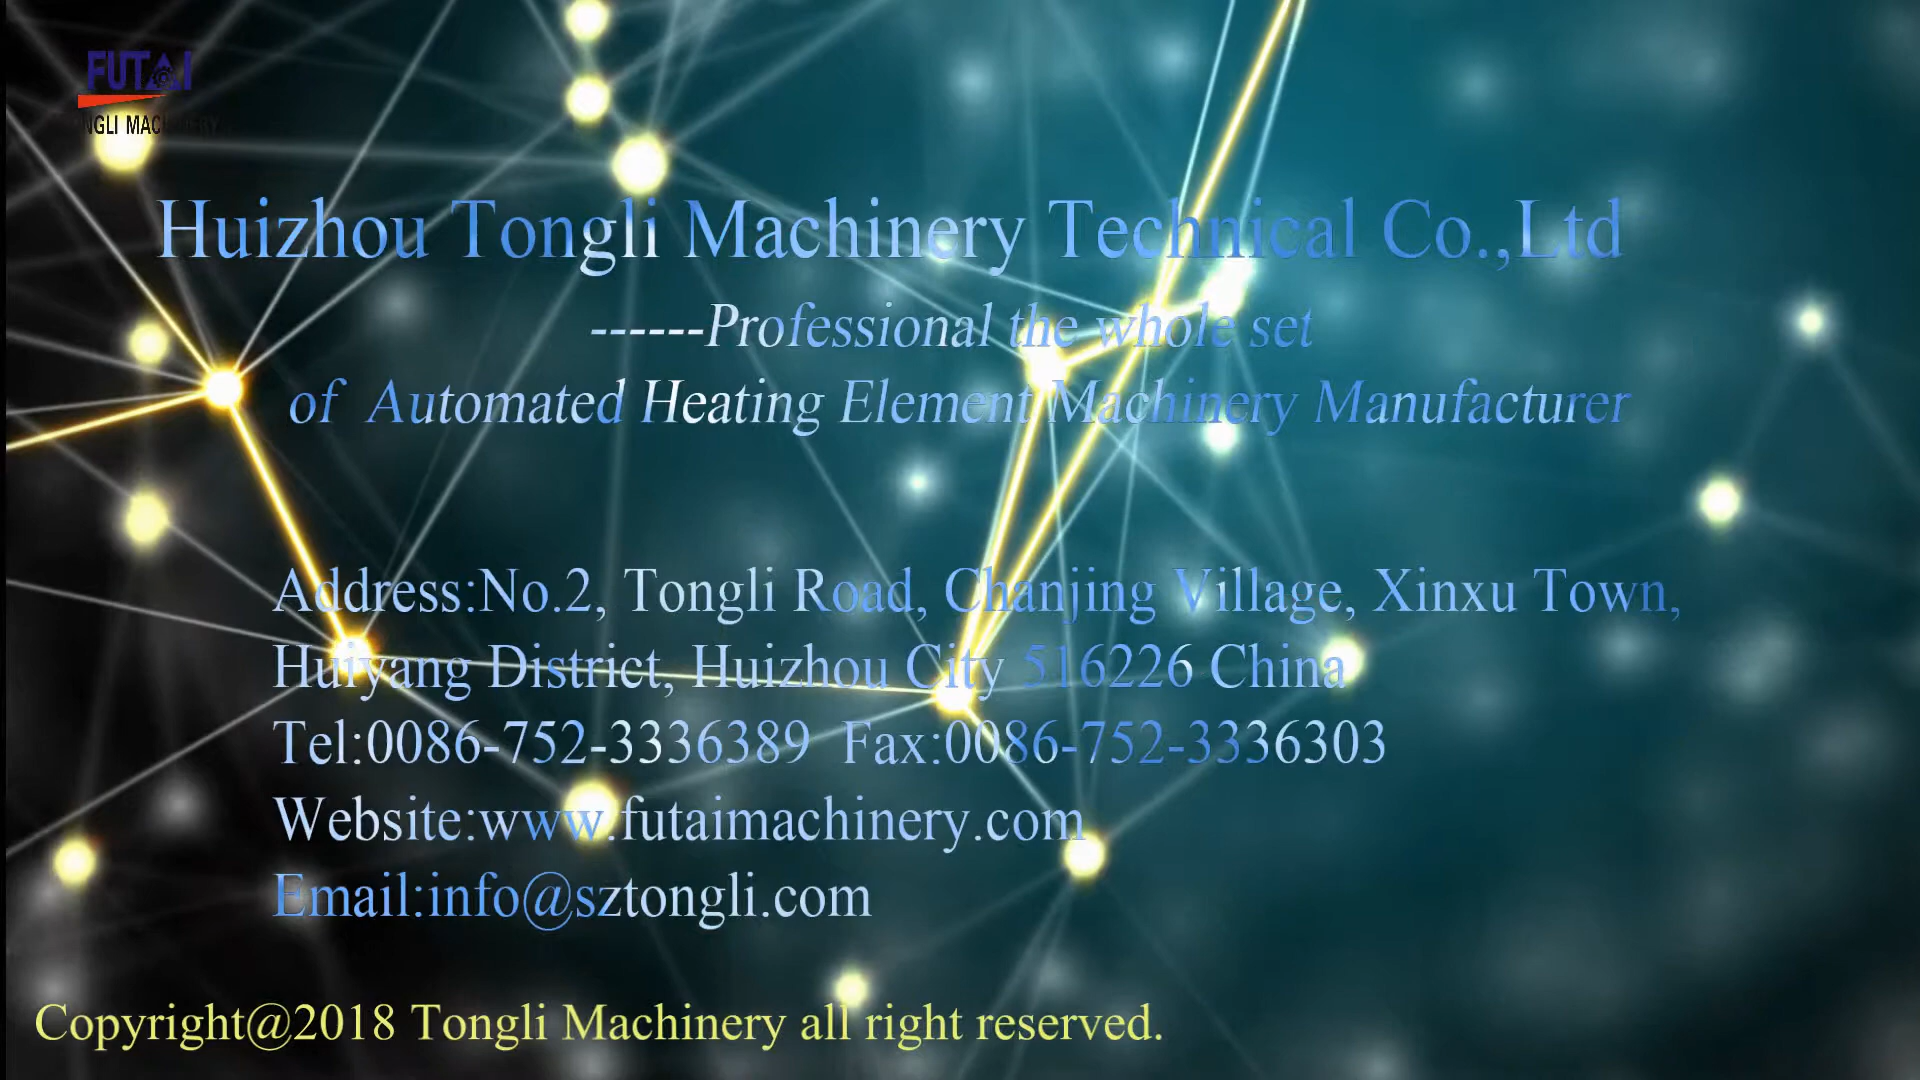 FUTAI
NGLI MACHINERY
Huizhou Tongli Machinery Technical Co.,Ltd
------Professional the whole set
of Automated Heating Element Machinery Manufacturer
Address:No.2, Tongli Road, Chanjing Village, Xinxu Town,
Huiyang District, Huizhou City 516226 China
Tel:0086-752-3336389 Fax:0086-752-3336303
Website:www.futaimachinery.com
Email:info@sztongli.com
Copyright@2018 Tongli Machinery all right reserved.